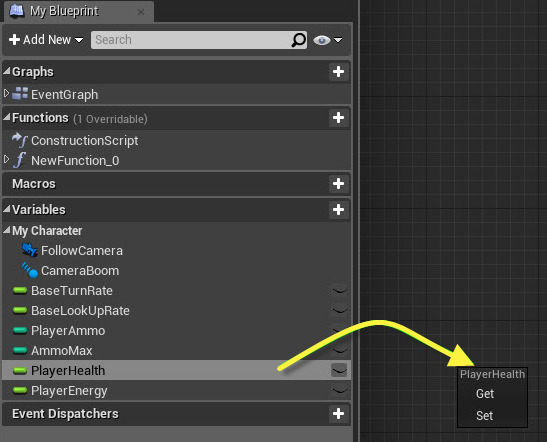 My Blueprint
Add New
Search
Graphs
EventGraph
Functions (1 Overridable)
ConstructionScript
NewFunction_0
Macros
Variables
My Character
FollowCamera
CameraBoom
BaseTurnRate
BaseLookUpRate
PlayerAmmo
AmmoMax
PlayerHealth
PlayerEnergy
Event Dispatchers
PlayerHealth
Get
Set